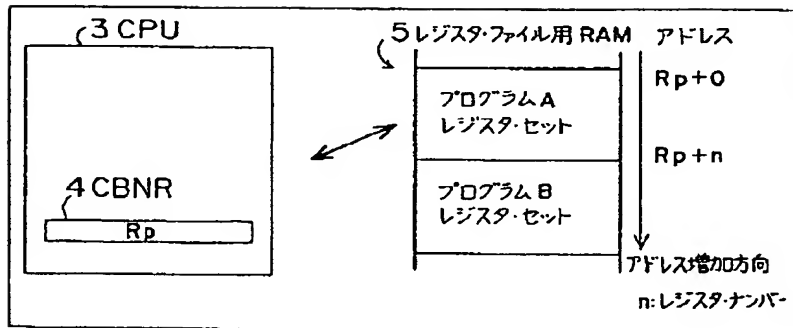 3 CPU
4 CBNR
Rp
5 レジスタ・ファイル用 RAM
アドレス
Rp+0
プログラム A
レジスタ・セット
Rp+n
プログラム B
レジスタ・セット
アドレス増加方向
n:レジスタ・ナンバー